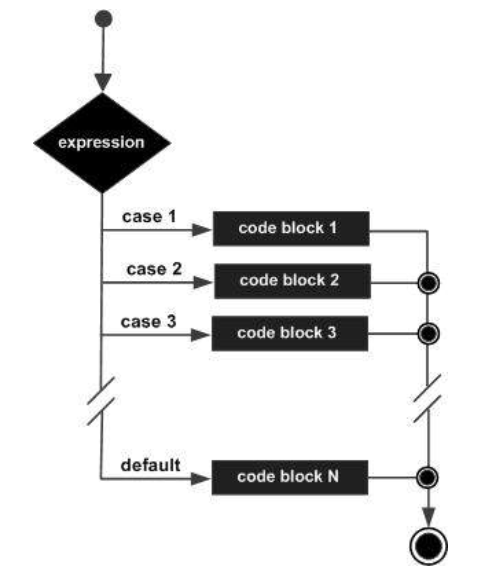 expression
case 1
code block 1
case 2
code block 2
case 3
code block 3
default
code block N